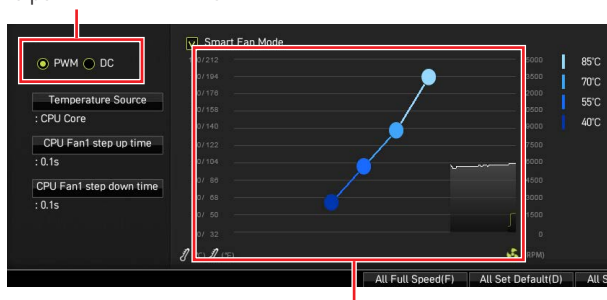 PWM DC
Temperature Source
: CPU Core
CPU Fan1 step up time
: 0.1s
CPU Fan1 step down time
: 0.1s
Smart Fan Mode
0/212
0/194
0/176
0/158
0/140
0/122
0/104
0/ 86
0/ 68
0/ 50
0/ 32
(°F)
5000
3500
2000
0500
9000
7500
6000
4500
3000
1500
0
(RPM)
85°C
70°C
55°C
40°C
All Full Speed(F) All Set Default(D) All S